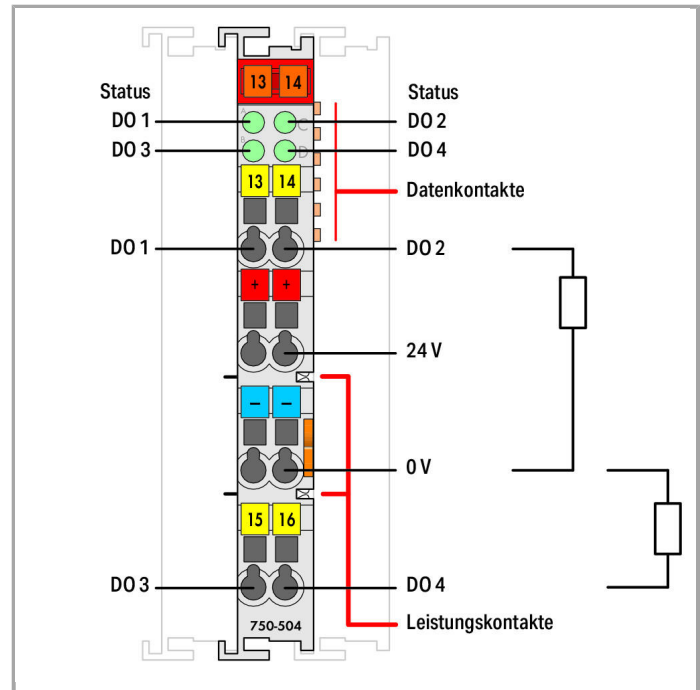 13 14
Status Status
A C
DO 1 DO 2
B D
DO 3 DO 4
13 14
Datenkontakte
DO 1 DO 2
+ +
24 V
– –
0 V
15 16
DO 3 DO 4
Leistungskontakte
750-504